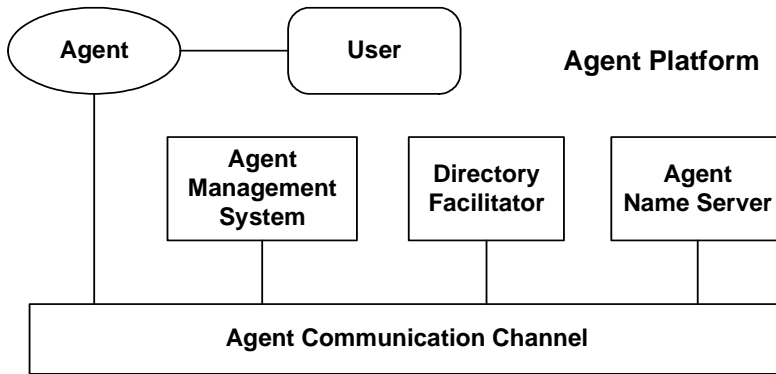 Agent
User
Agent Platform
Agent
Management
System
Directory
Facilitator
Agent
Name Server
Agent Communication Channel